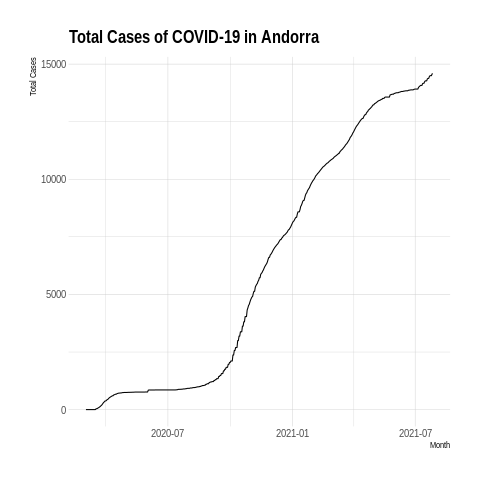 Total Cases of COVID-19 in Andorra
Total Cases
15000
10000
5000
0
2020-07
2021-01
2021-07
Month